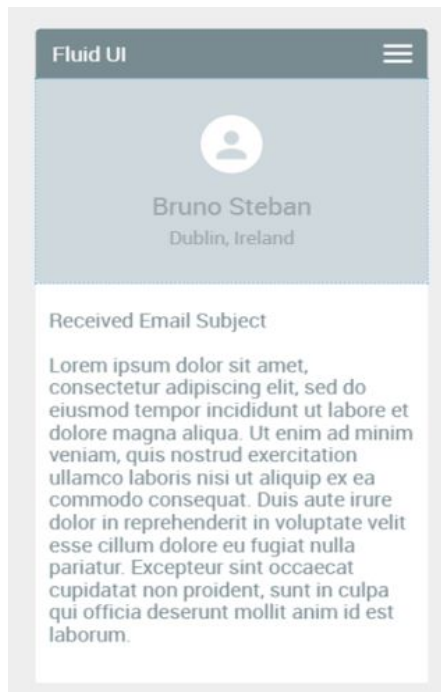 Fluid UI
Bruno Steban
Dublin, Ireland
Received Email Subject
Lorem ipsum dolor sit amet,
consectetur adipiscing elit, sed do
eiusmod tempor incididunt ut labore et
dolore magna aliqua. Ut enim ad minim
veniam, quis nostrud exercitation
ullamco laboris nisi ut aliquip ex ea
commodo consequat. Duis aute irure
dolor in reprehenderit in voluptate velit
esse cillum dolore eu fugiat nulla
pariatur. Excepteur sint occaecat
cupidatat non proident, sunt in culpa
qui officia deserunt mollit anim id est
laborum.